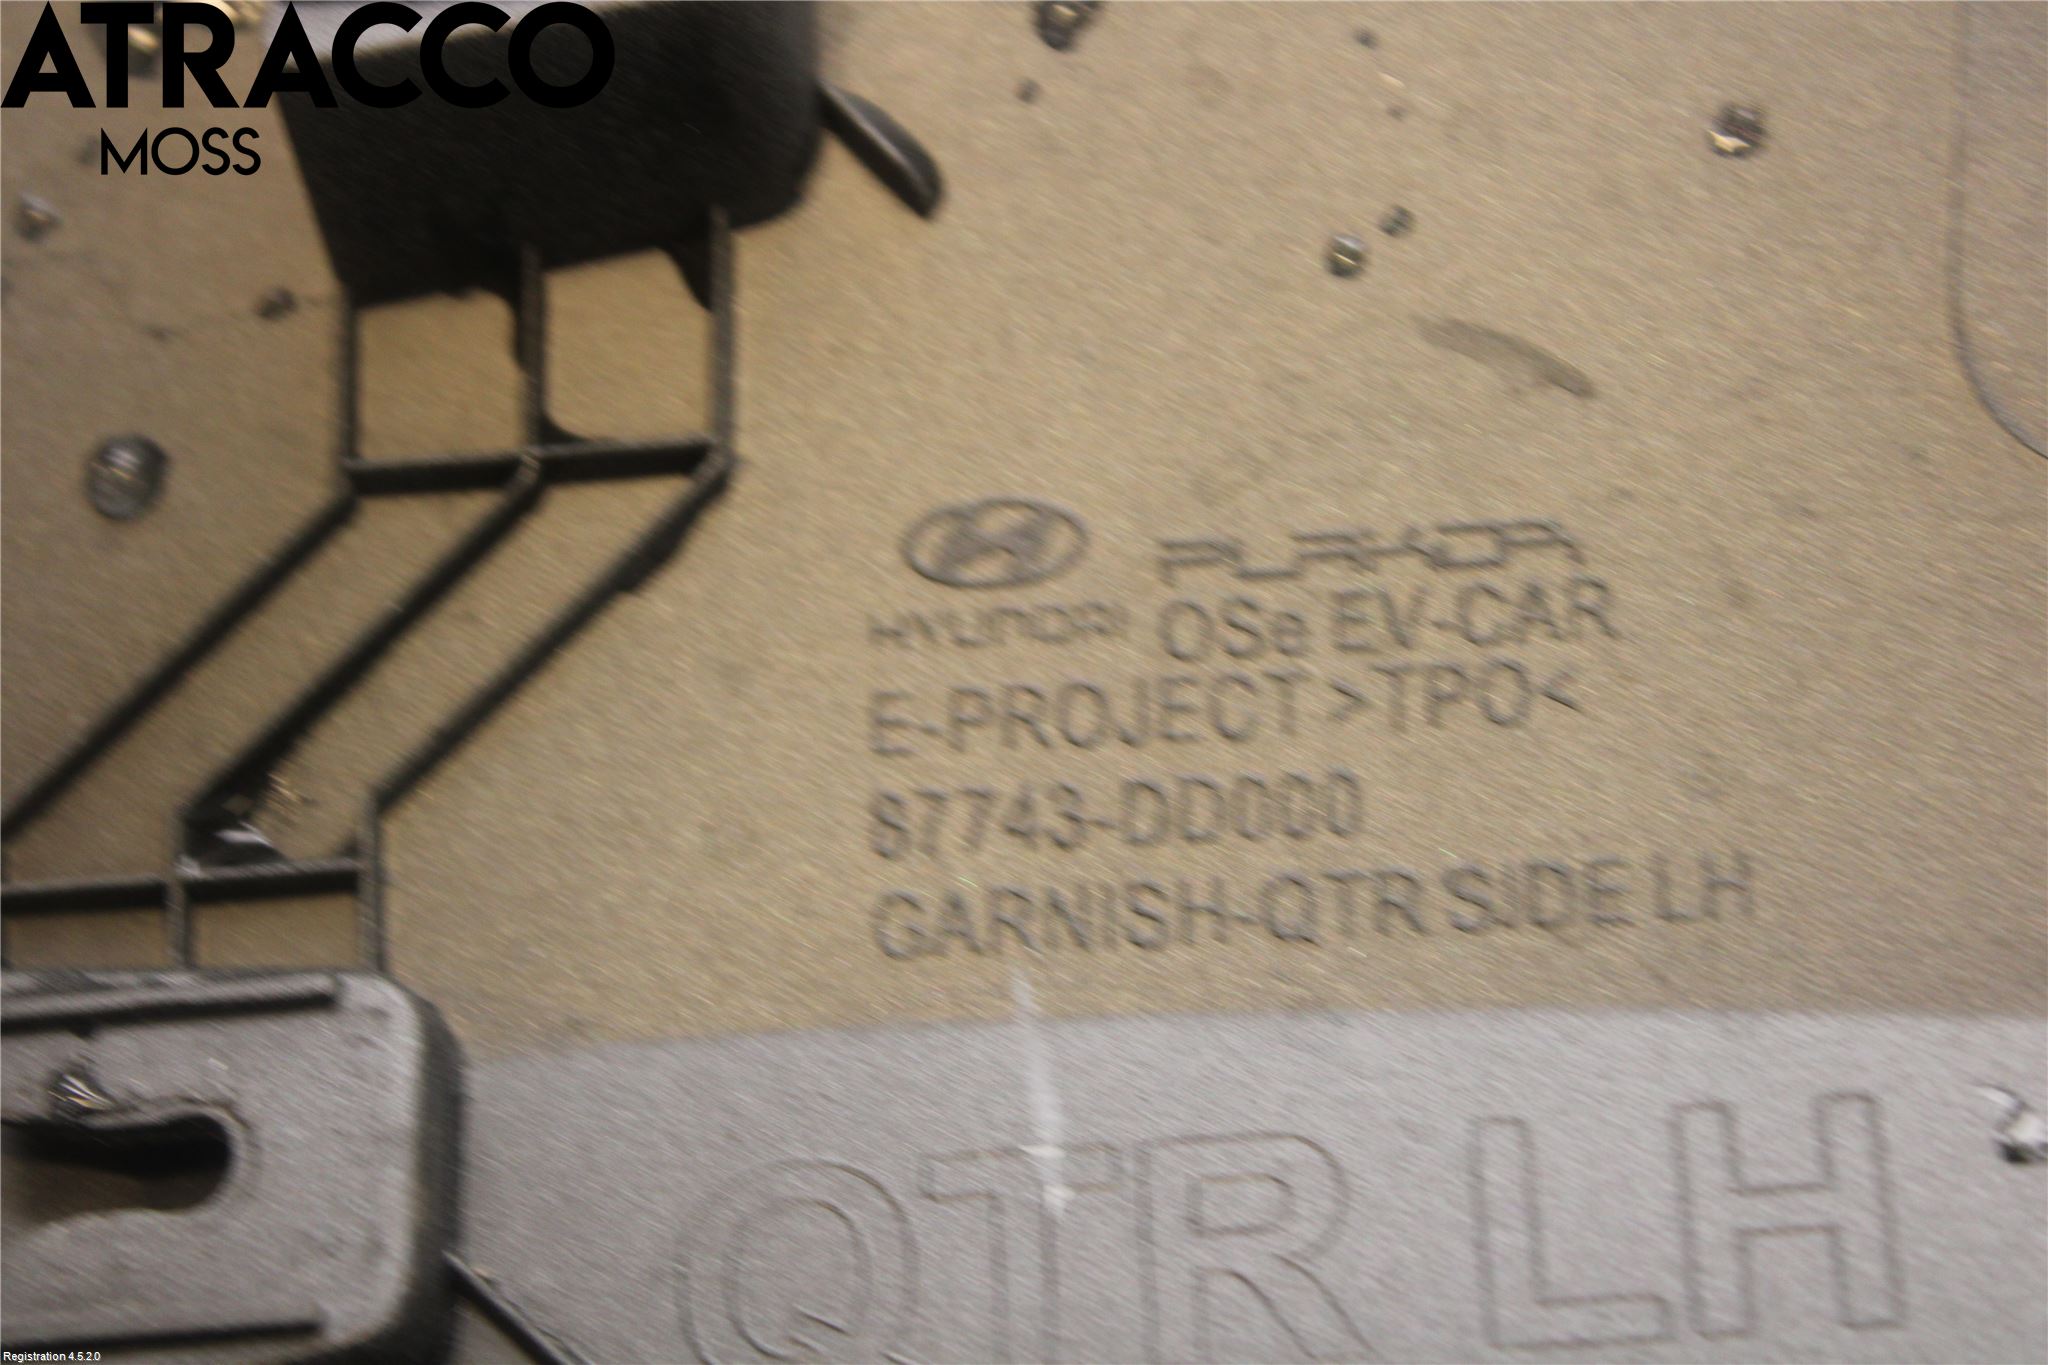 ATRACCO
MOSS
PLAKOR
HYUNDAI OSe EV-CAR
E-PROJECT >TPO<
87743-DD000
GARNISH-QTR SIDE LH
QTR LH
Registration 4.5.2.0